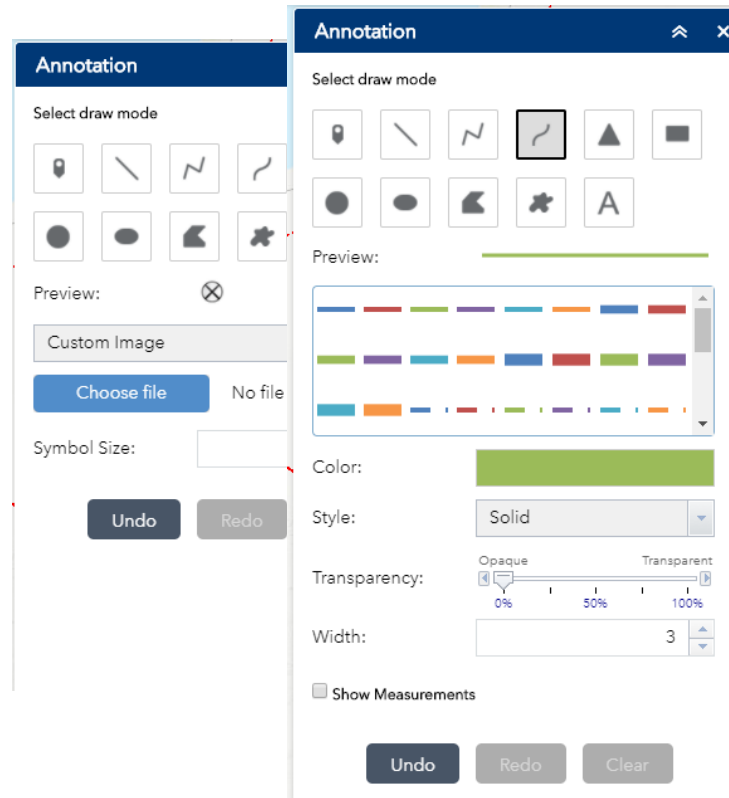 Annotation
Select draw mode
Preview:
Custom Image
Choose file No file
Symbol Size:
Undo Redo
Annotation
Select draw mode
A
Preview:
Color:
Style: Solid
Opaque Transparent
Transparency:
0% 50% 100%
Width: 3
Show Measurements
Undo Redo Clear